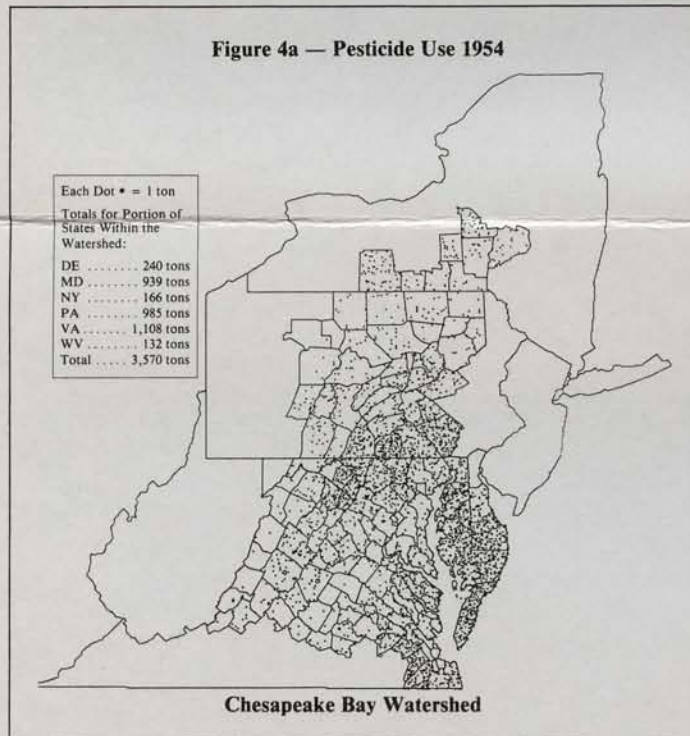 Figure 4a — Pesticide Use 1954
Each Dot • = 1 ton
Totals for Portion of
States Within the
Watershed:
DE ........ 240 tons
MD ........ 939 tons
NY ........ 166 tons
PA ........ 985 tons
VA ...... 1,108 tons
WV ........ 132 tons
Total ..... 3,570 tons
Chesapeake Bay Watershed